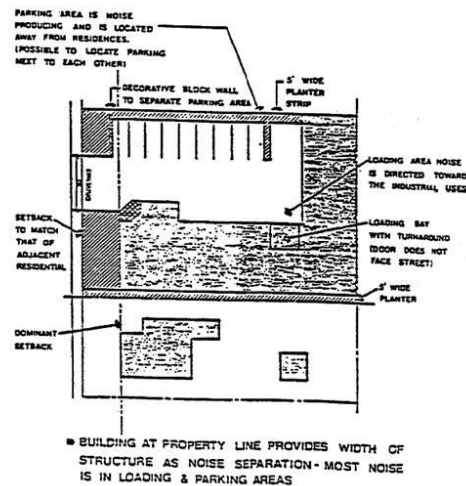 PARKING AREA IS NOISE
PRODUCING AND IS LOCATED
AWAY FROM RESIDENCES.
(POSSIBLE TO LOCATE PARKING
NEXT TO EACH OTHER)
DECORATIVE BLOCK WALL
TO SEPARATE PARKING AREA
5' WIDE
PLANTER
STRIP
DRIVEWAY
LOADING AREA NOISE
IS DIRECTED TOWARD
THE INDUSTRIAL USES
SETBACK
TO MATCH
THAT OF
ADJACENT
RESIDENTIAL
LOADING BAY
WITH TURNAROUND
(DOOR DOES NOT
FACE STREET)
5' WIDE
PLANTER
DOMINANT
SETBACK
BUILDING AT PROPERTY LINE PROVIDES WIDTH OF
STRUCTURE AS NOISE SEPARATION - MOST NOISE
IS IN LOADING & PARKING AREAS